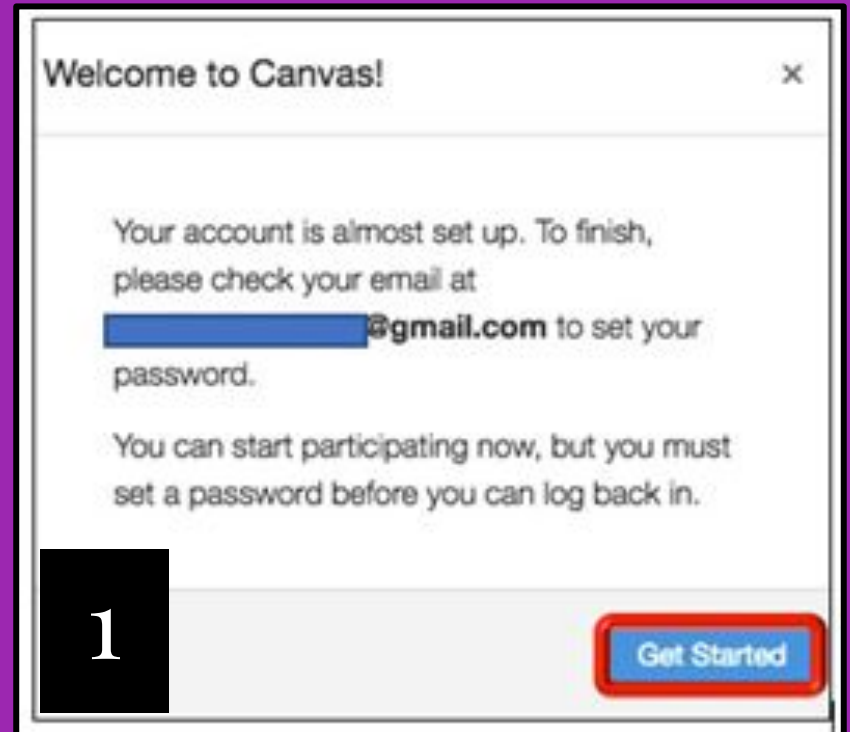 Welcome to Canvas! ×
Your account is almost set up. To finish,
please check your email at
@gmail.com to set your
password.
You can start participating now, but you must
set a password before you can log back in.
1
Get Started